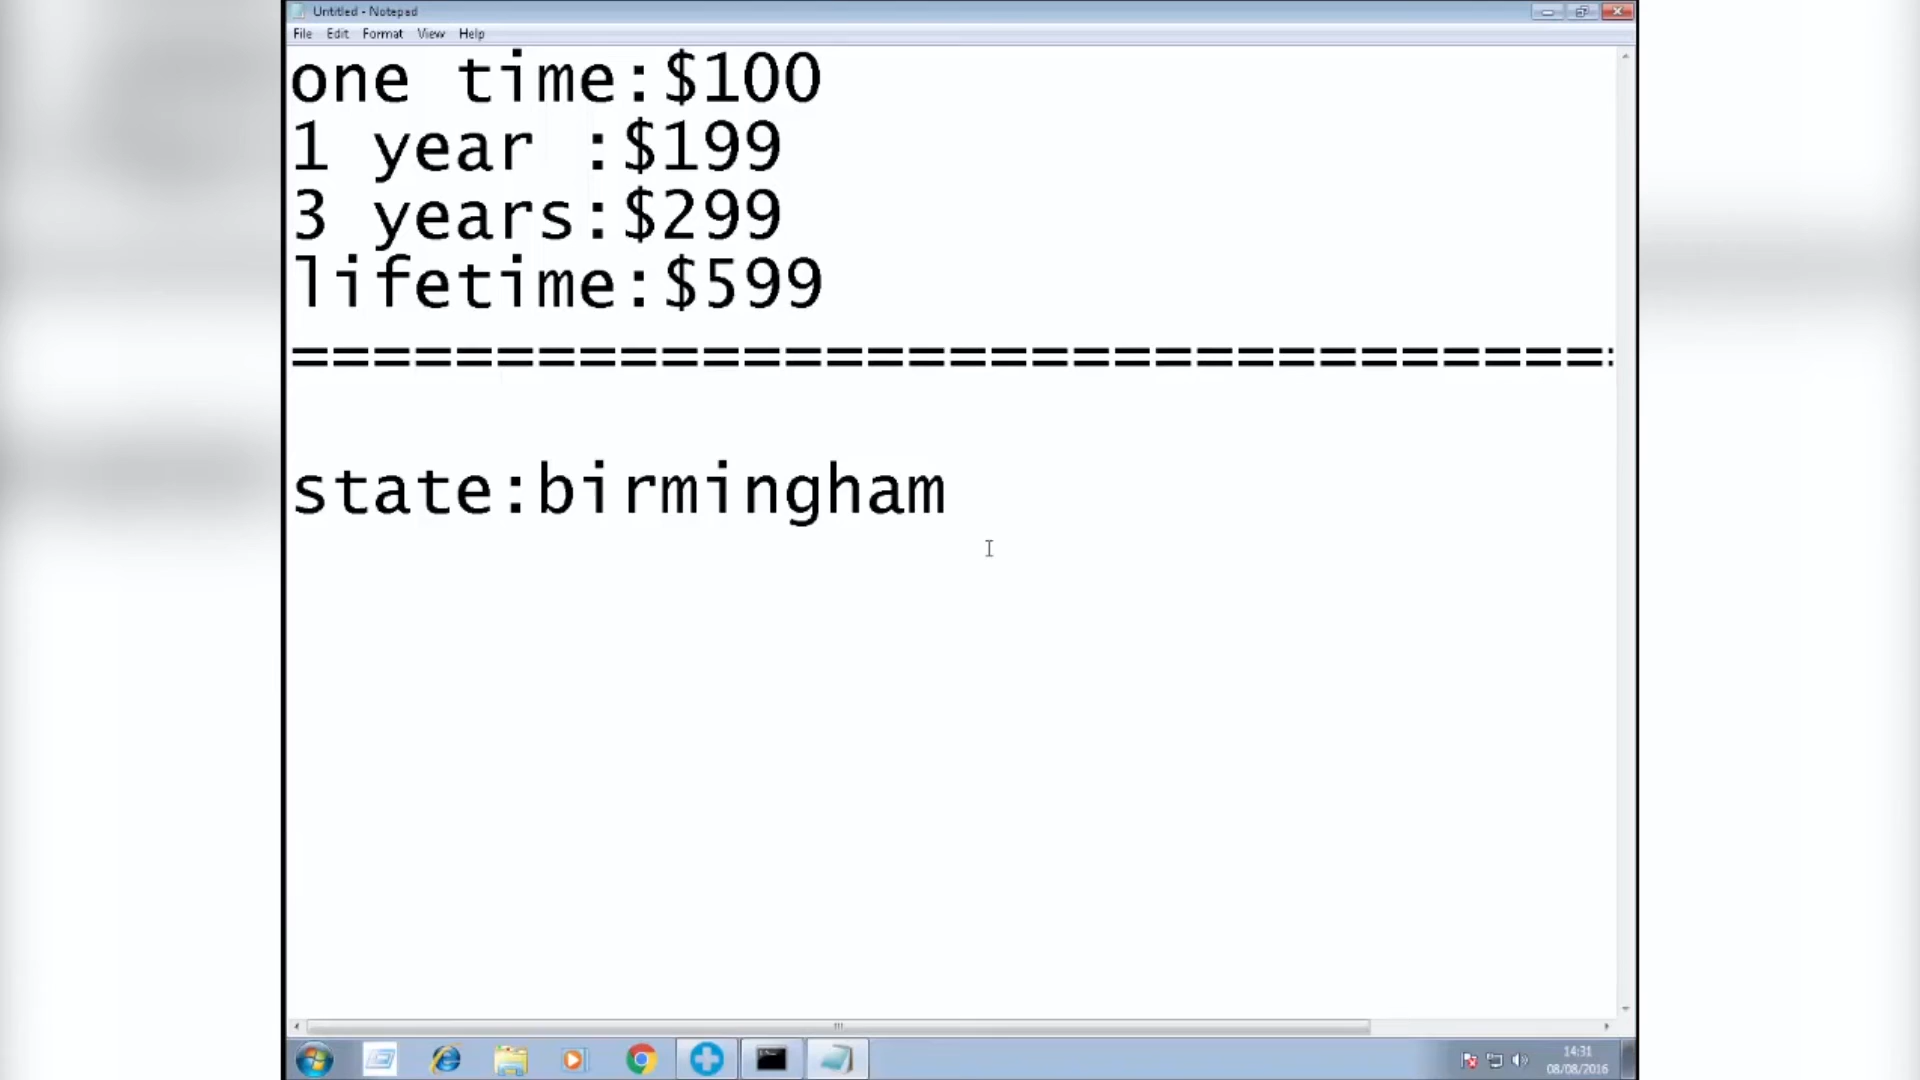 Untitled - Notepad
File Edit Format View Help
one time:$100
1 year :$199
3 years:$299
lifetime:$599
=================================
state:birmingham
14:31
08/08/2016